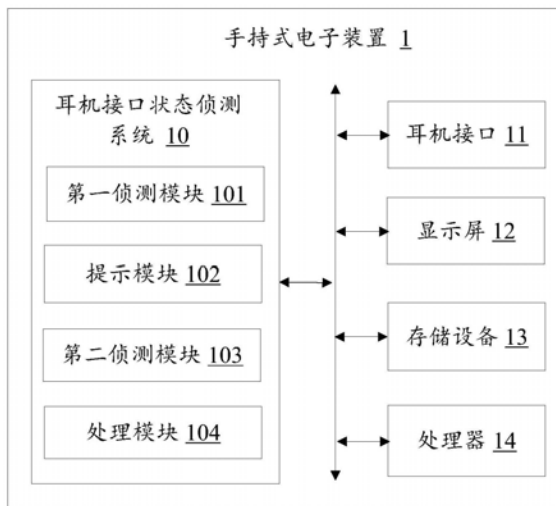 手持式电子装置 1
耳机接口状态侦测
系统 10
第一侦测模块 101
提示模块 102
第二侦测模块 103
处理模块 104
耳机接口 11
显示屏 12
存储设备 13
处理器 14